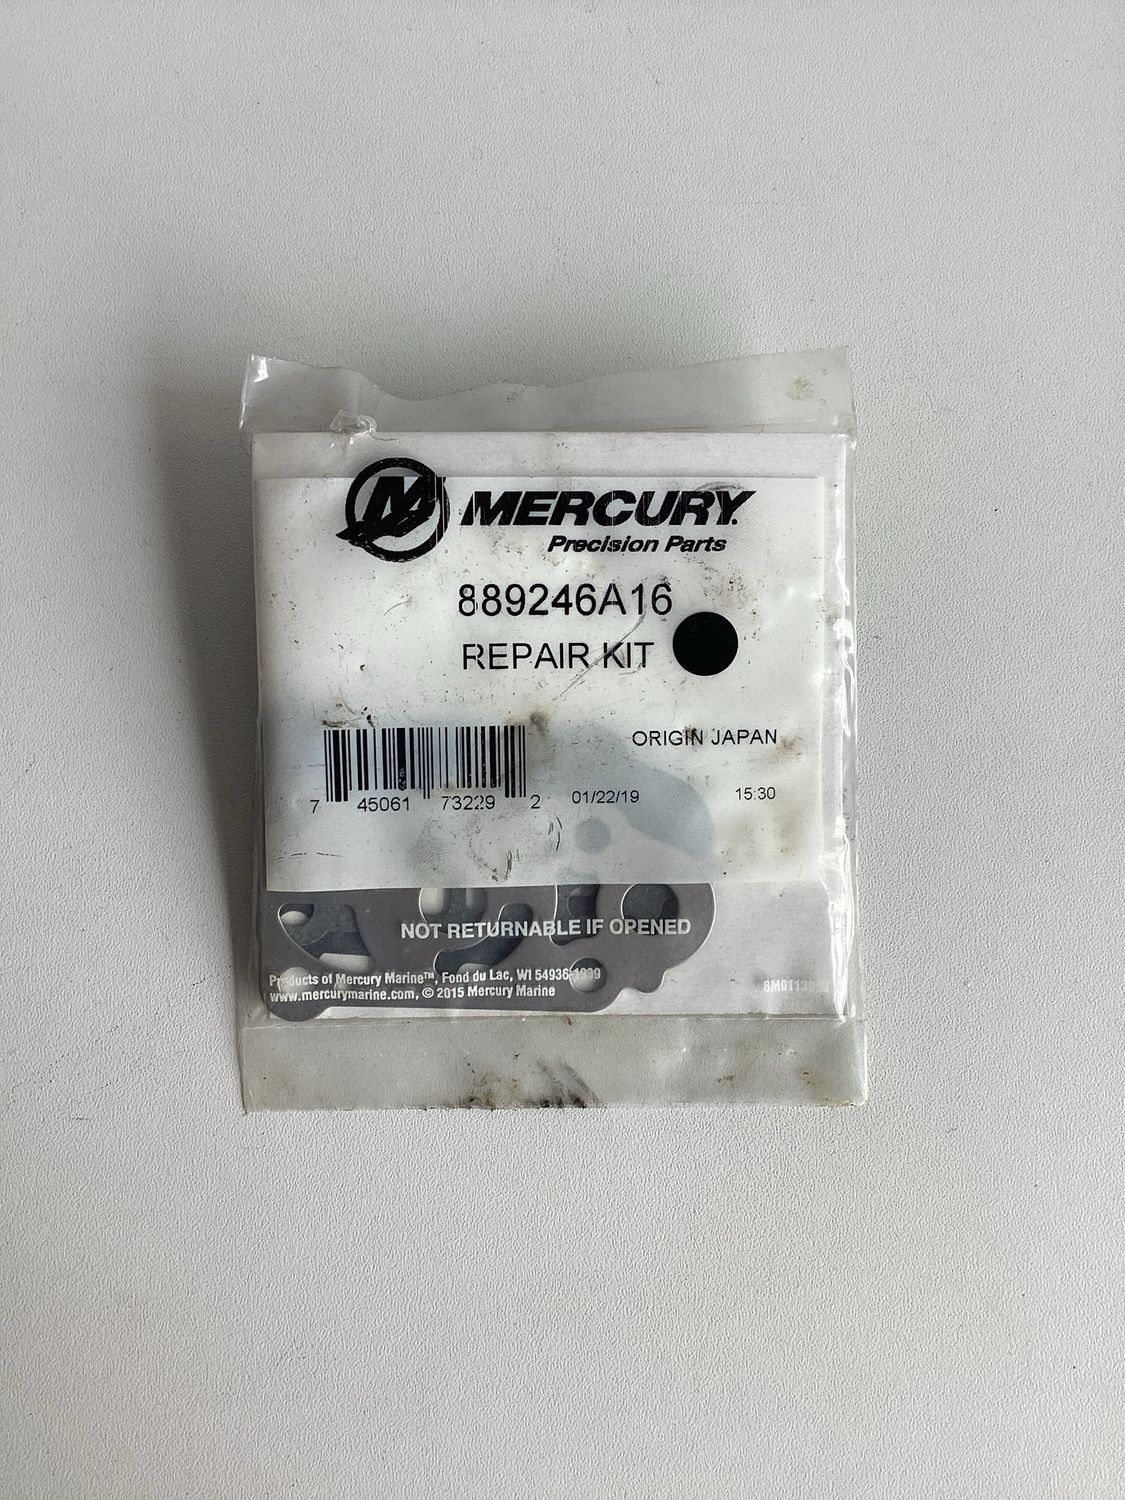 MERCURY
Precision Parts
889246A16
REPAIR KIT
ORIGIN JAPAN
7 45061 73229 2
01/22/19
15:30
NOT RETURNABLE IF OPENED
Products of Mercury Marine™, Fond du Lac, WI 54936-1939
www.mercurymarine.com, © 2015 Mercury Marine